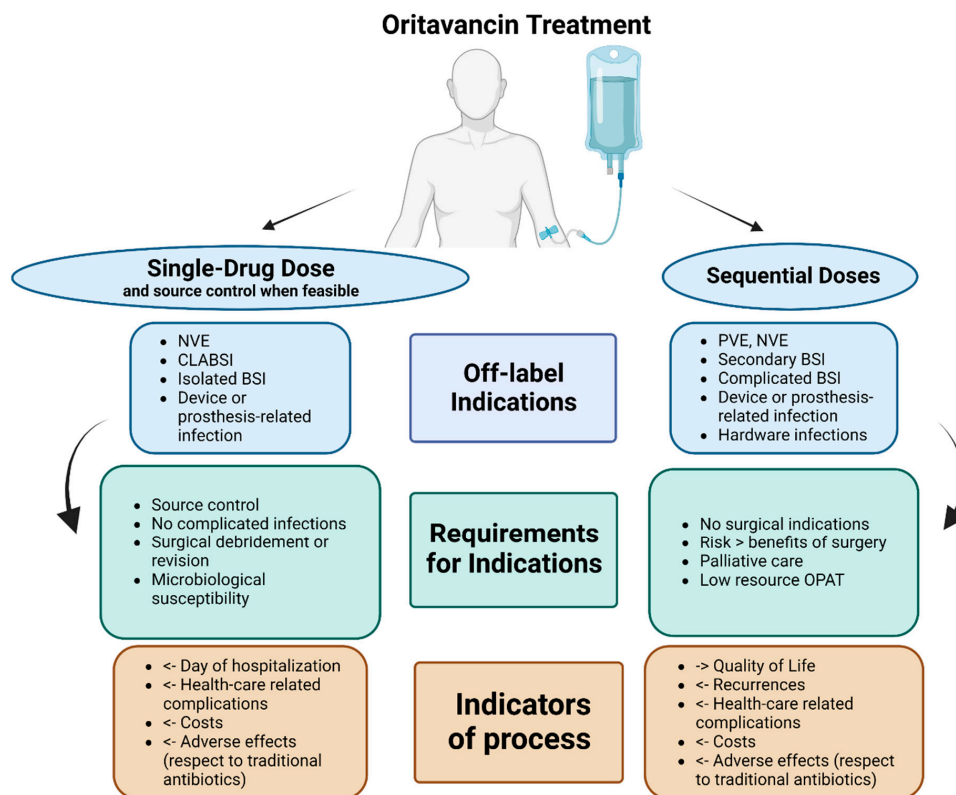 Oritavancin Treatment
Single-Drug Dose
and source control when feasible
Sequential Doses
• NVE
• CLABSI
• Isolated BSI
• Device or
prosthesis-related
infection
Off-label
Indications
• PVE, NVE
• Secondary BSI
• Complicated BSI
• Device or prosthesis-
related infection
• Hardware infections
• Source control
• No complicated infections
• Surgical debridement or
revision
• Microbiological
susceptibility
Requirements
for Indications
• No surgical indications
• Risk > benefits of surgery
• Palliative care
• Low resource OPAT
• <- Day of hospitalization
• <- Health-care related
complications
• <- Costs
• <- Adverse effects
(respect to traditional
antibiotics)
Indicators
of process
• -> Quality of Life
• <- Recurrences
• <- Health-care related
complications
• <- Costs
• <- Adverse effects (respect
to traditional antibiotics)